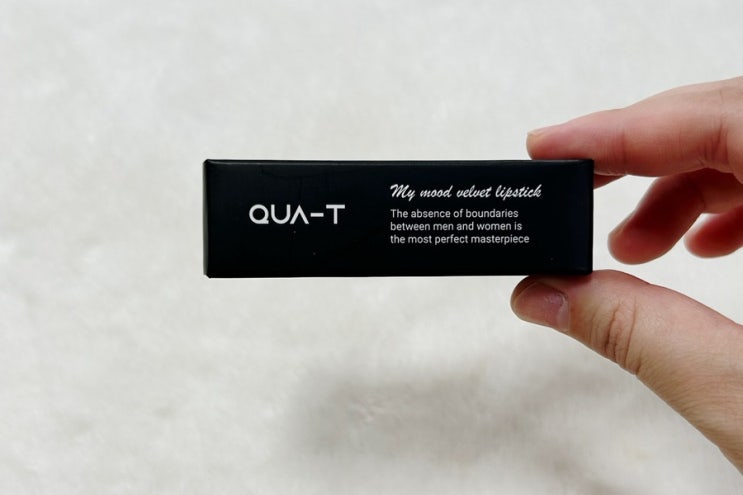 QUA-T
My mood velvet lipstick
The absence of boundaries
between men and women is
the most perfect masterpiece